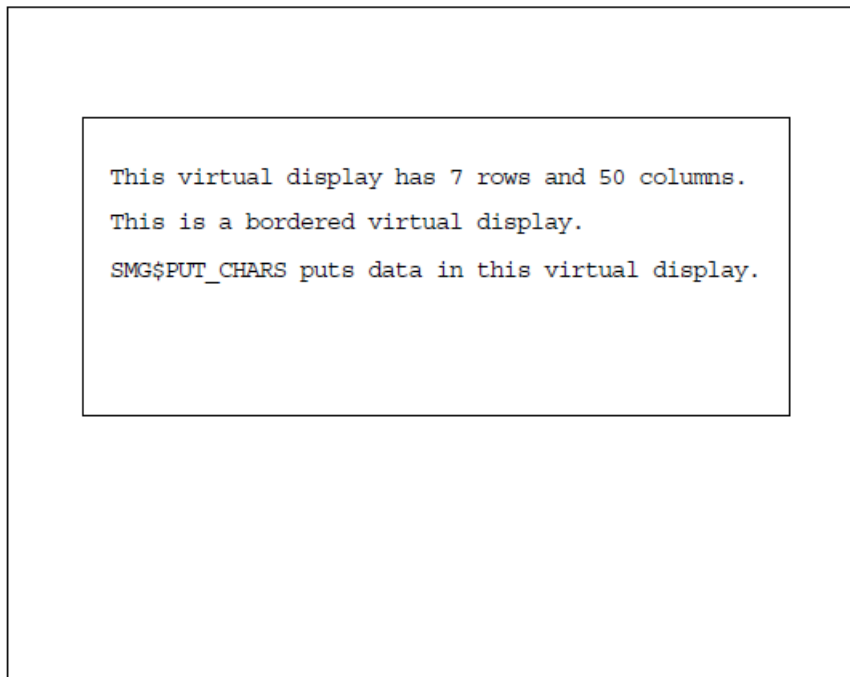 This virtual display has 7 rows and 50 columns.
This is a bordered virtual display.
SMG$PUT_CHARS puts data in this virtual display.